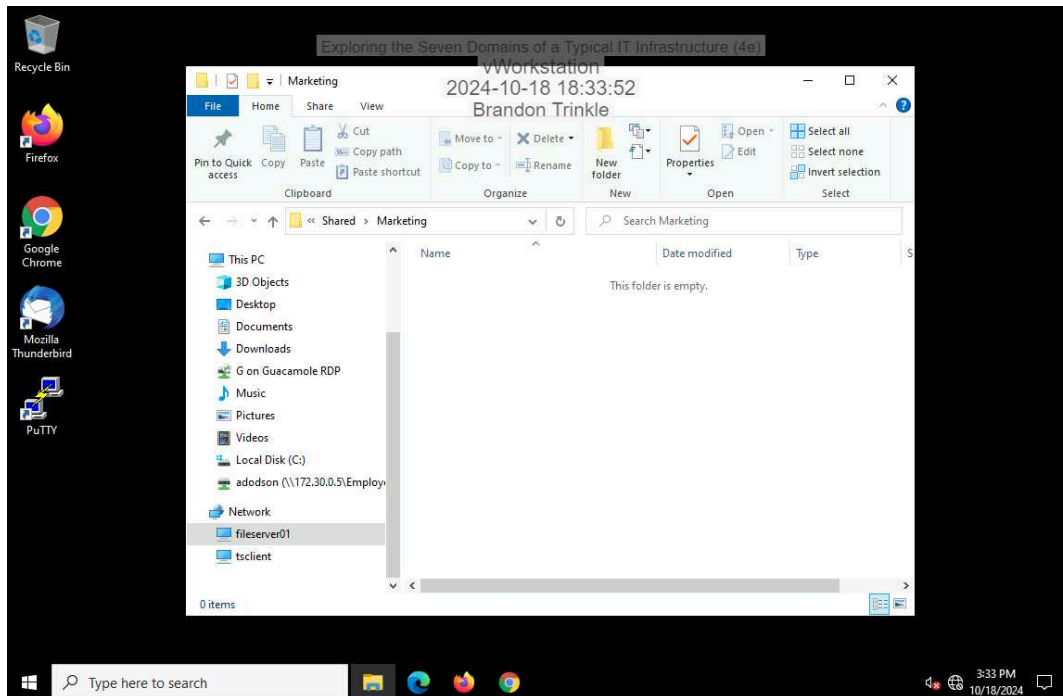 Recycle Bin
Firefox
Google
Chrome
Mozilla
Thunderbird
PuTTY
Exploring the Seven Domains of a Typical IT Infrastructure (4e)
vWorkstation
2024-10-18 18:33:52
Brandon Trinkle
Marketing
File Home Share View
Pin to Quick
access
Copy
Paste
Cut
Copy path
Paste shortcut
Clipboard
Move to
Copy to
Delete
Rename
Organize
New
folder
New
Properties
Open
Edit
Open
Select all
Select none
Invert selection
Select
« Shared > Marketing
Search Marketing
Name Date modified Type S
This folder is empty.
This PC
3D Objects
Desktop
Documents
Downloads
G on Guacamole RDP
Music
Pictures
Videos
Local Disk (C:)
adodson (\\172.30.0.5\Employe
Network
fileserver01
tsclient
0 items
Type here to search
3:33 PM
10/18/2024